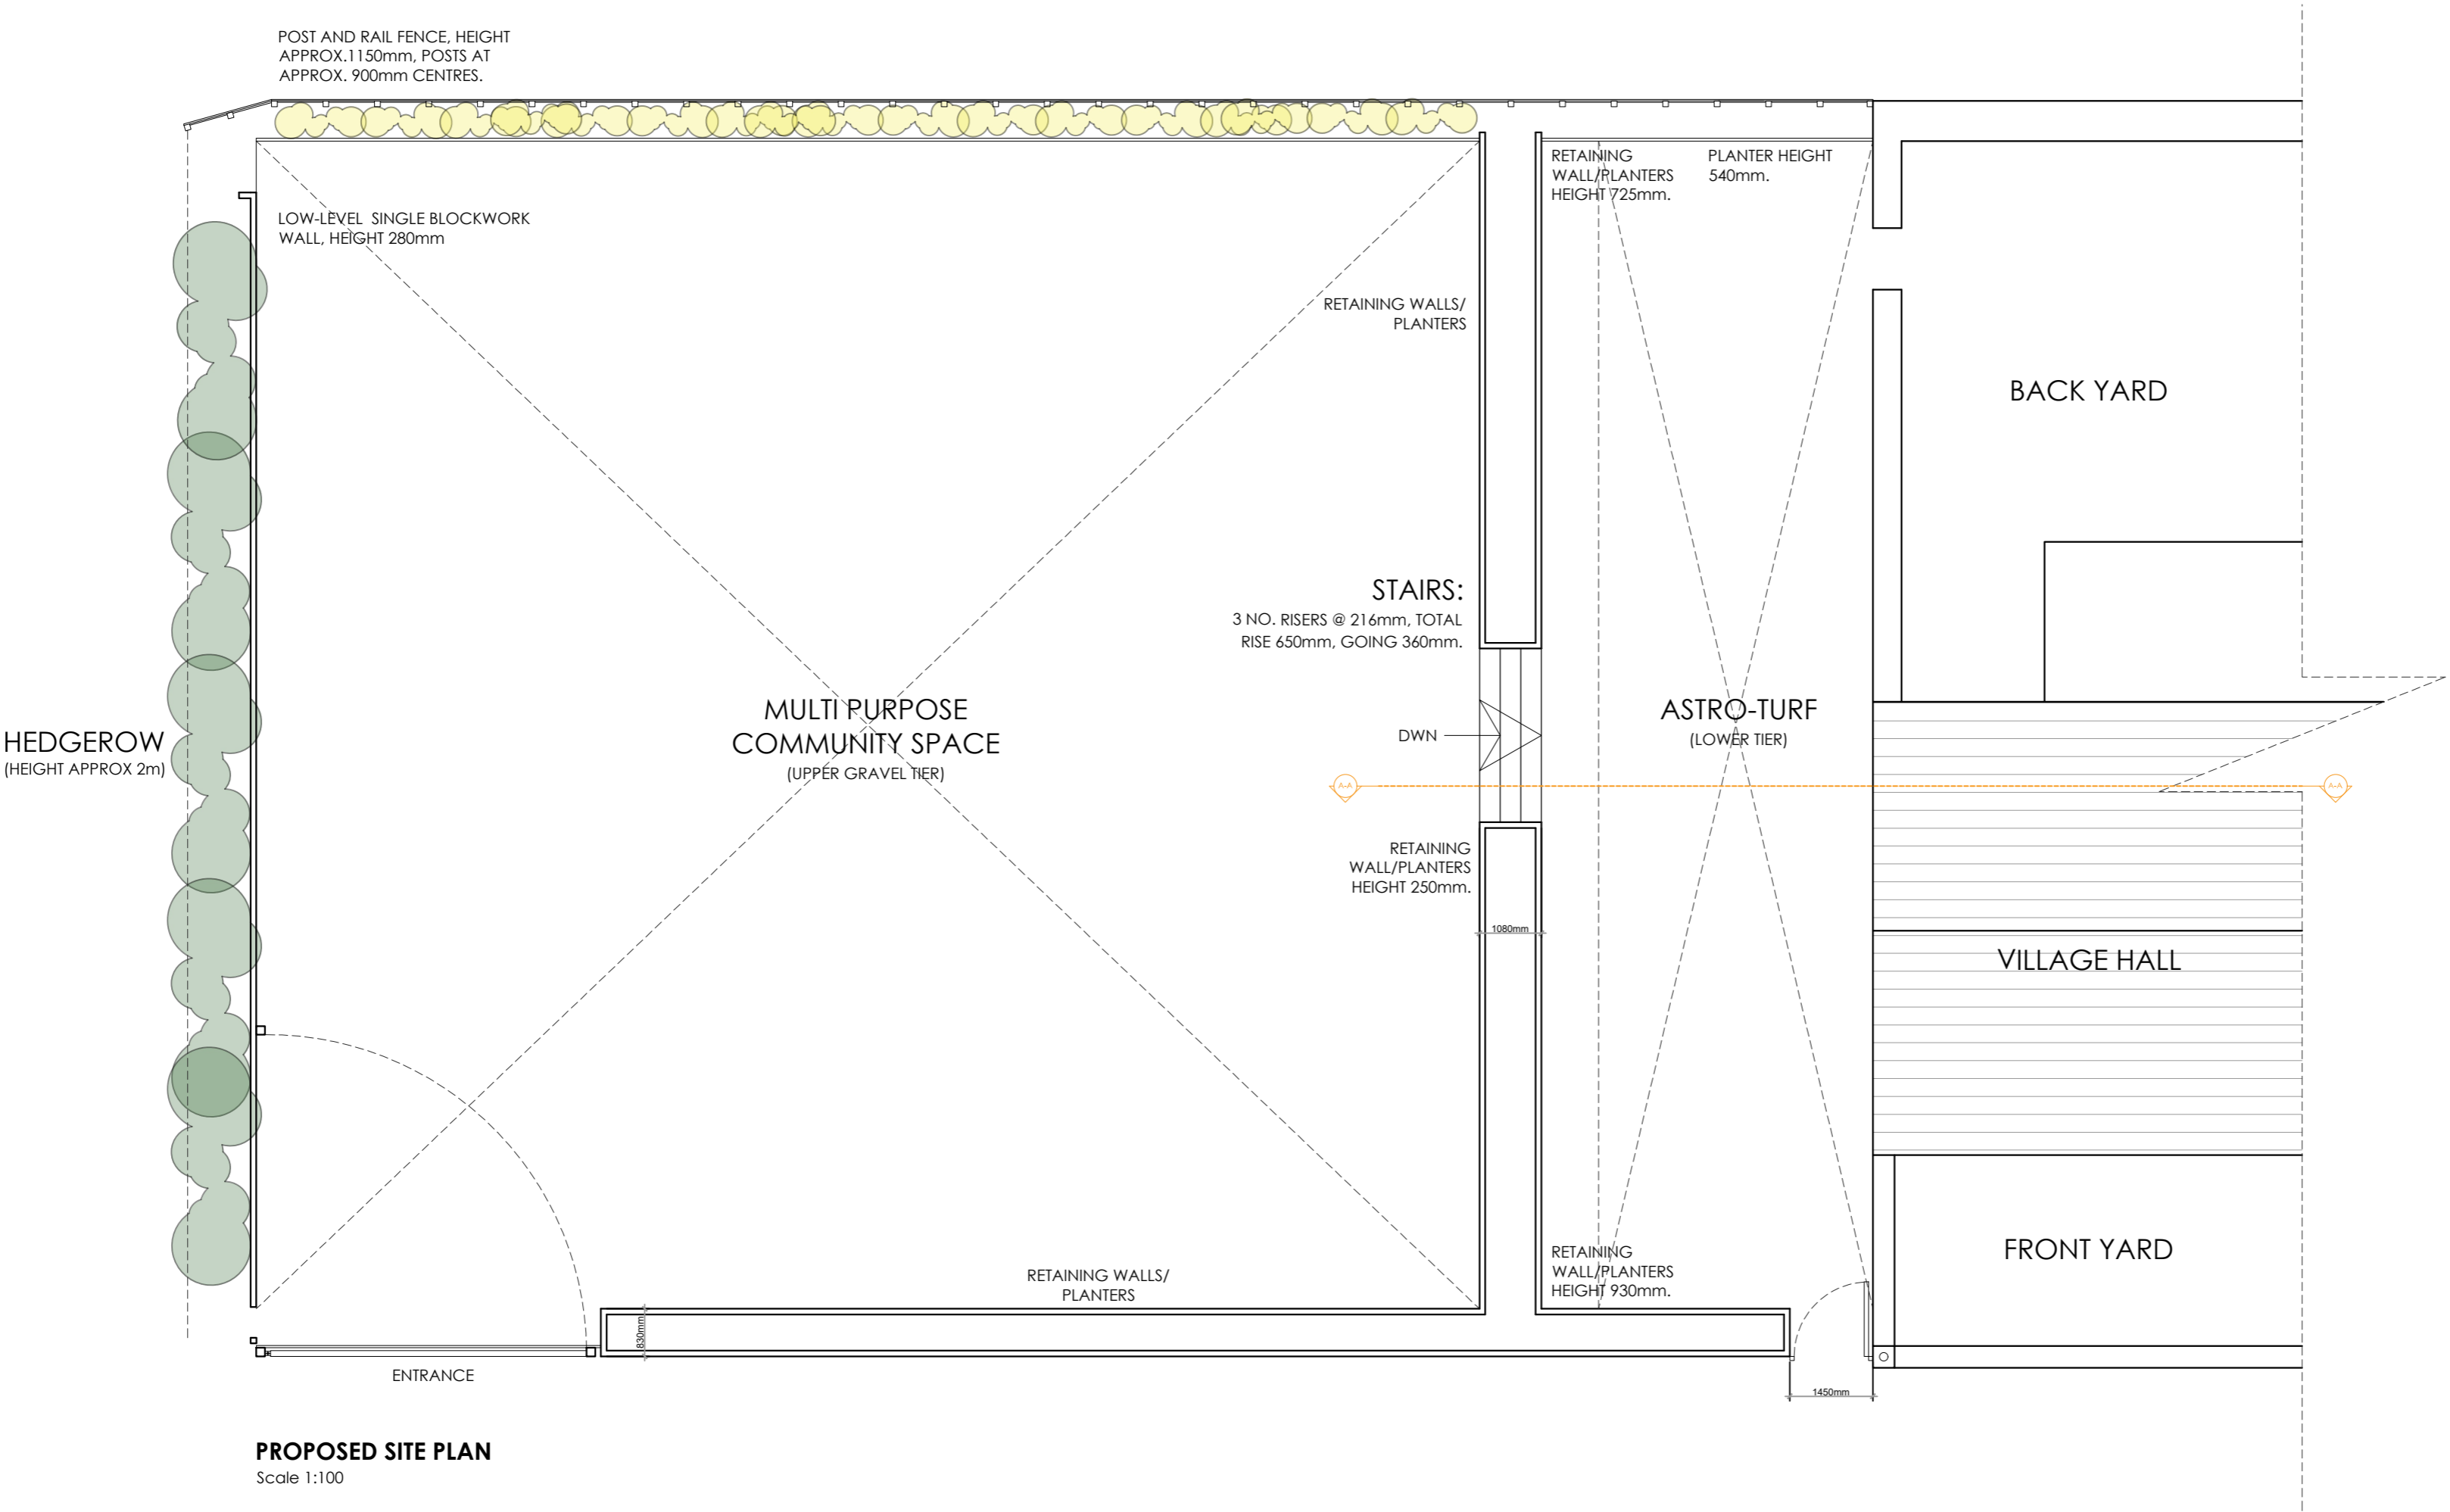 POST AND RAIL FENCE, HEIGHT
APPROX.1150mm, POSTS AT
APPROX. 900mm CENTRES.
RETAINING
WALL/PLANTERS
HEIGHT 725mm.
PLANTER HEIGHT
540mm.
LOW-LEVEL SINGLE BLOCKWORK
WALL, HEIGHT 280mm
RETAINING WALLS/
PLANTERS
BACK YARD
STAIRS:
3 NO. RISERS @ 216mm, TOTAL
RISE 650mm, GOING 360mm.
MULTI PURPOSE
COMMUNITY SPACE
(UPPER GRAVEL TIER)
ASTRO-TURF
(LOWER TIER)
HEDGEROW
(HEIGHT APPROX 2m)
DWN
A-A
A-A
RETAINING
WALL/PLANTERS
HEIGHT 250mm.
1080mm
VILLAGE HALL
RETAINING
WALL/PLANTERS
HEIGHT 930mm.
FRONT YARD
RETAINING WALLS/
PLANTERS
830mm
ENTRANCE
1450mm
PROPOSED SITE PLAN
Scale 1:100